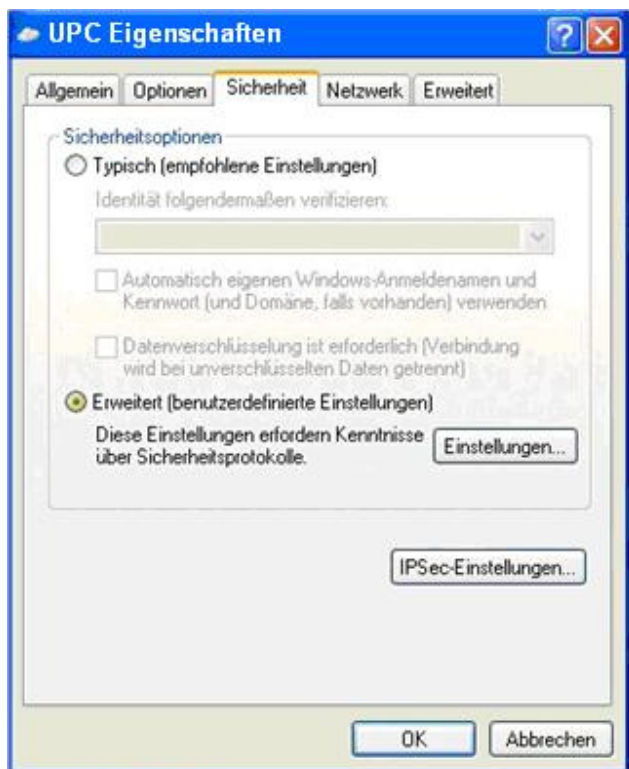 UPC Eigenschaften
Allgemein Optionen Sicherheit Netzwerk Erweitert
Sicherheitsoptionen
Typisch (empfohlene Einstellungen)
Identität folgendermaßen verifizieren:
Automatisch eigenen Windows-Anmeldenamen und
Kennwort (und Domäne, falls vorhanden) verwenden
Datenverschlüsselung ist erforderlich (Verbindung
wird bei unverschlüsselten Daten getrennt)
Erweitert (benutzerdefinierte Einstellungen)
Diese Einstellungen erfordern Kenntnisse
über Sicherheitsprotokolle.
Einstellungen...
IPSec-Einstellungen...
OK Abbrechen